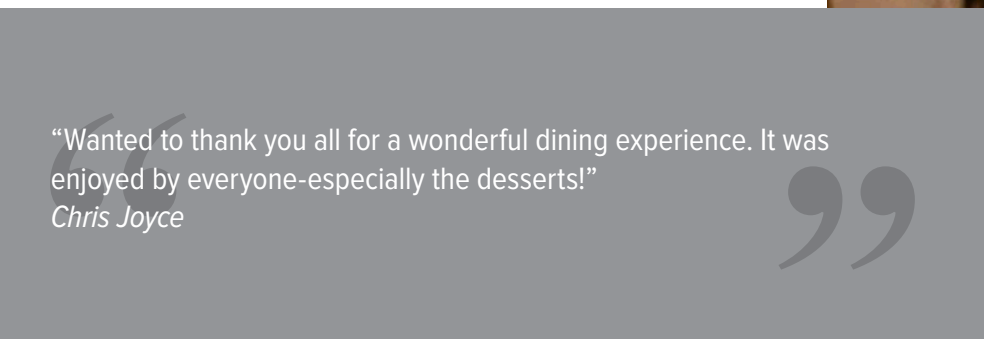 “Wanted to thank you all for a wonderful dining experience. It was
enjoyed by everyone-especially the desserts!”
Chris Joyce